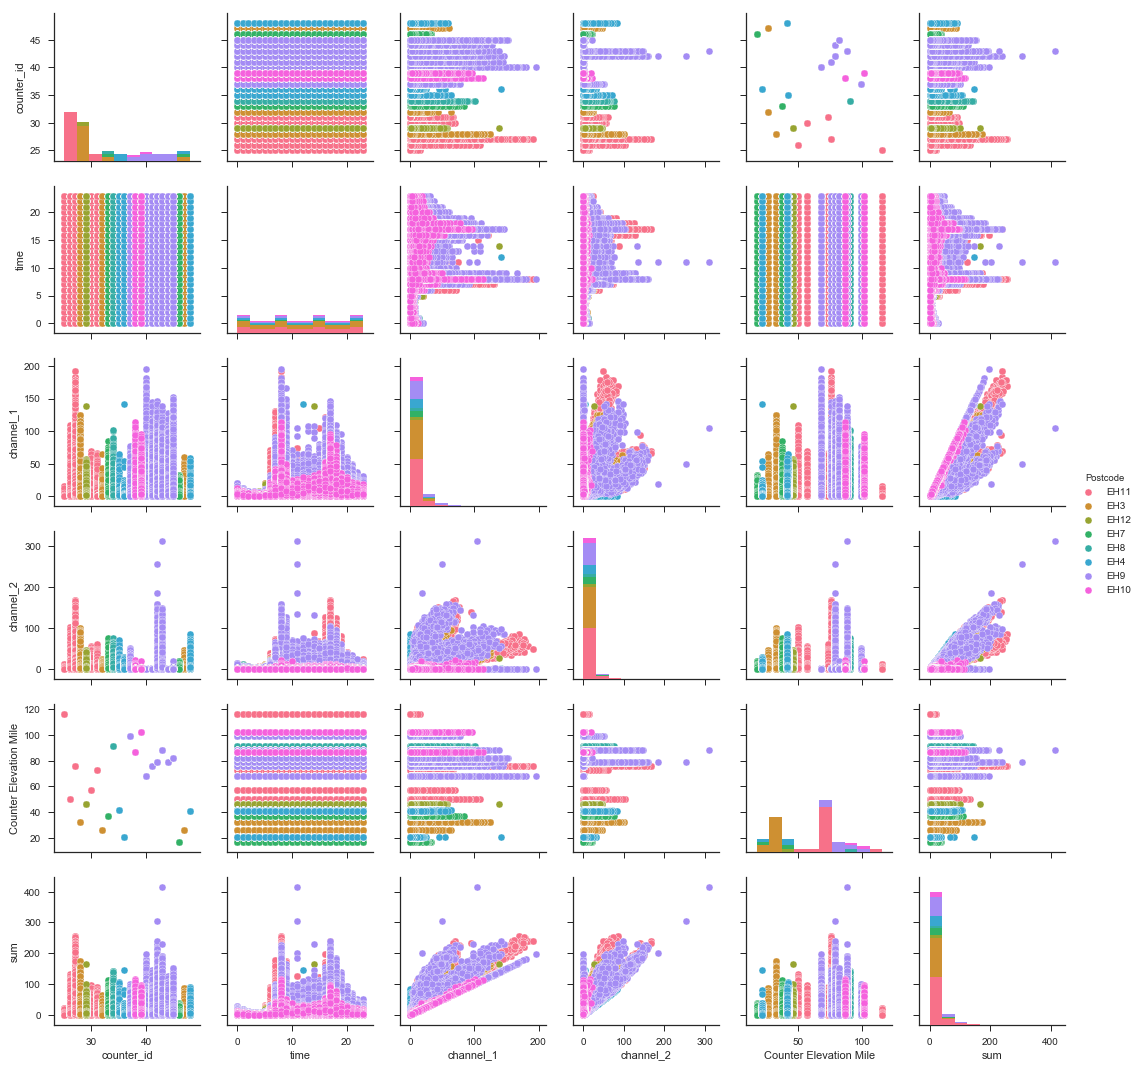 45
40
35
30
25
counter_id
20
15
10
5
0
time
200
150
100
50
0
channel_1
Postcode
EH11
EH3
EH12
EH7
EH8
EH4
EH9
EH10
300
200
100
0
channel_2
120
100
80
60
40
20
Counter Elevation Mile
400
300
200
100
0
sum
30 40 0 10 20 0 100 200 0 100 200 300 50 100 0 200 400
counter_id time channel_1 channel_2 Counter Elevation Mile sum